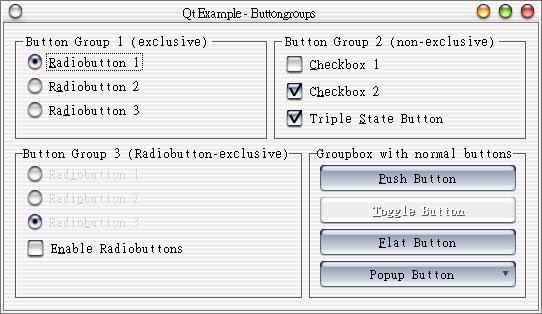 Qt Example - Buttongroups
Button Group 1 (exclusive)
Radiobutton 1
Radiobutton 2
Radiobutton 3
Button Group 2 (non-exclusive)
Checkbox 1
Checkbox 2
Triple State Button
Button Group 3 (Radiobutton-exclusive)
Radiobutton 1
Radiobutton 2
Radiobutton 3
Enable Radiobuttons
Groupbox with normal buttons
Push Button
Toggle Button
Flat Button
Popup Button